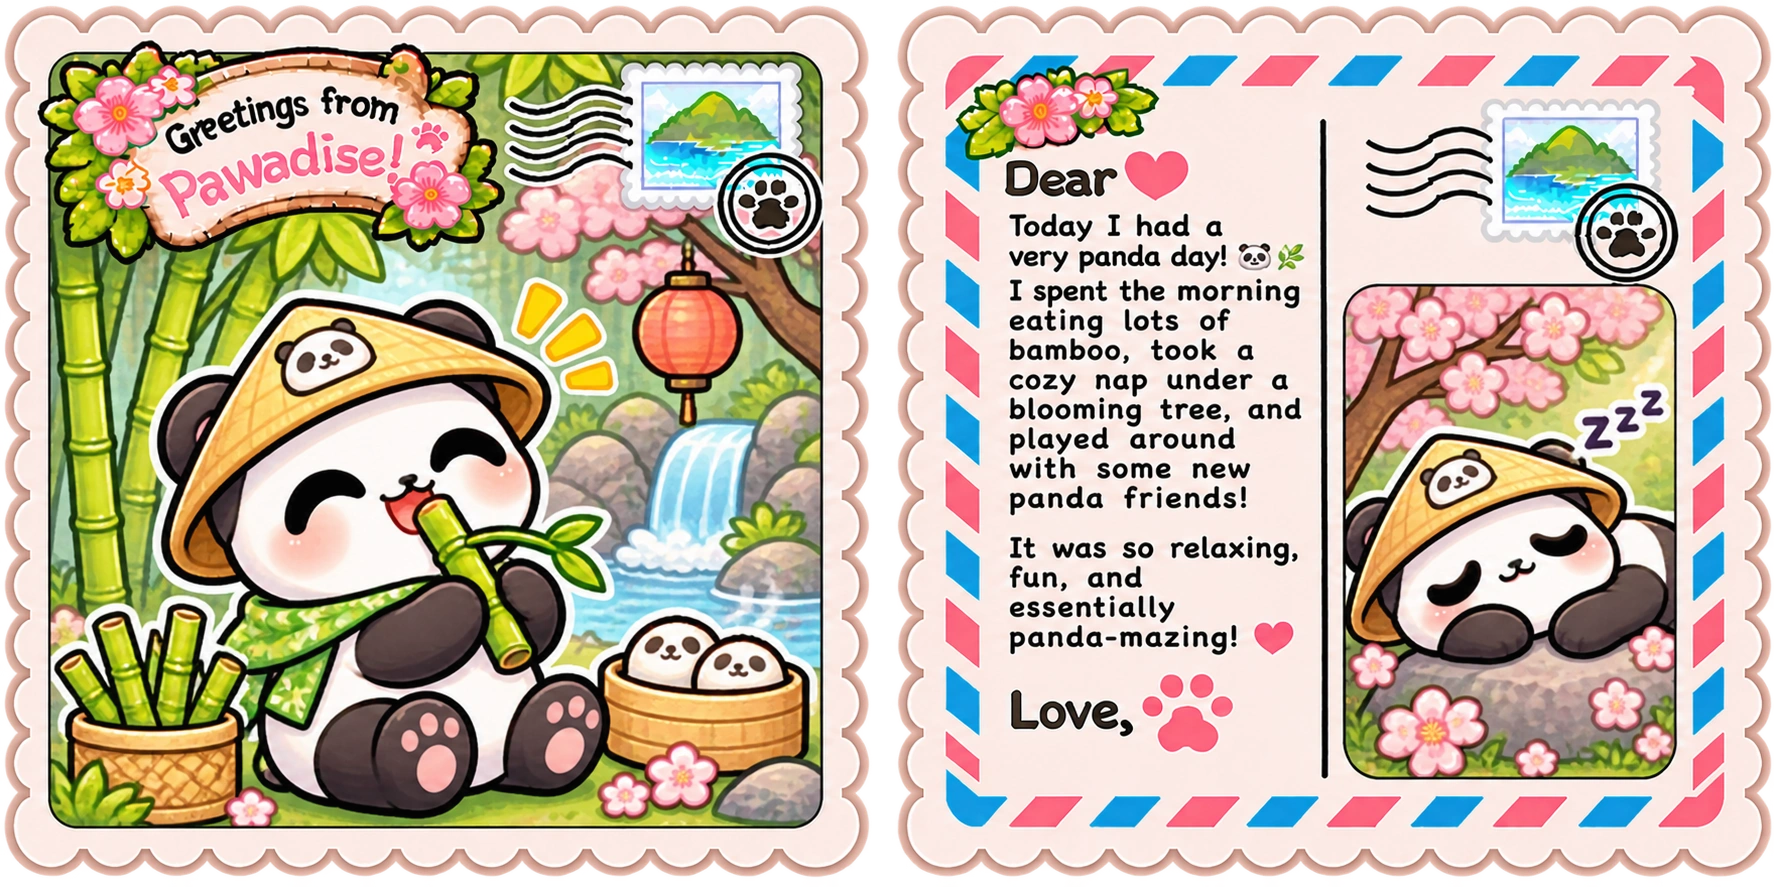 Greetings from
Pawadise!
Dear
Today I had a
very panda day!
I spent the morning
eating lots of
bamboo, took a
cozy nap under a
blooming tree, and
played around
with some new
panda friends!
It was so relaxing,
fun, and
essentially
panda-mazing!
Love,
zzz